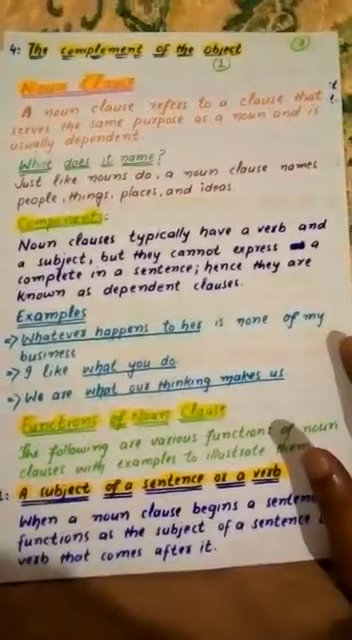 4: The complement of the object
(1)
Noun Clause
A noun clause refers to a clause that
serves the same purpose as a noun and is
usually dependent.
What does it name?
Just like nouns do, a noun clause names
people, things, places, and ideas
Components:
Noun clauses typically have a verb and
a subject, but they cannot express a
complete in a sentence; hence they are
known as dependent clauses.
Examples
=> Whatever happens to her is none of my
business
=> I like what you do
=> We are what our thinking makes us
Functions of Noun Clause
The following are various functions of noun
clauses with examples to illustrate
1: A subject of a sentence or a verb
When a noun clause begins a
functions as the subject of a sentence
verb that comes after it.